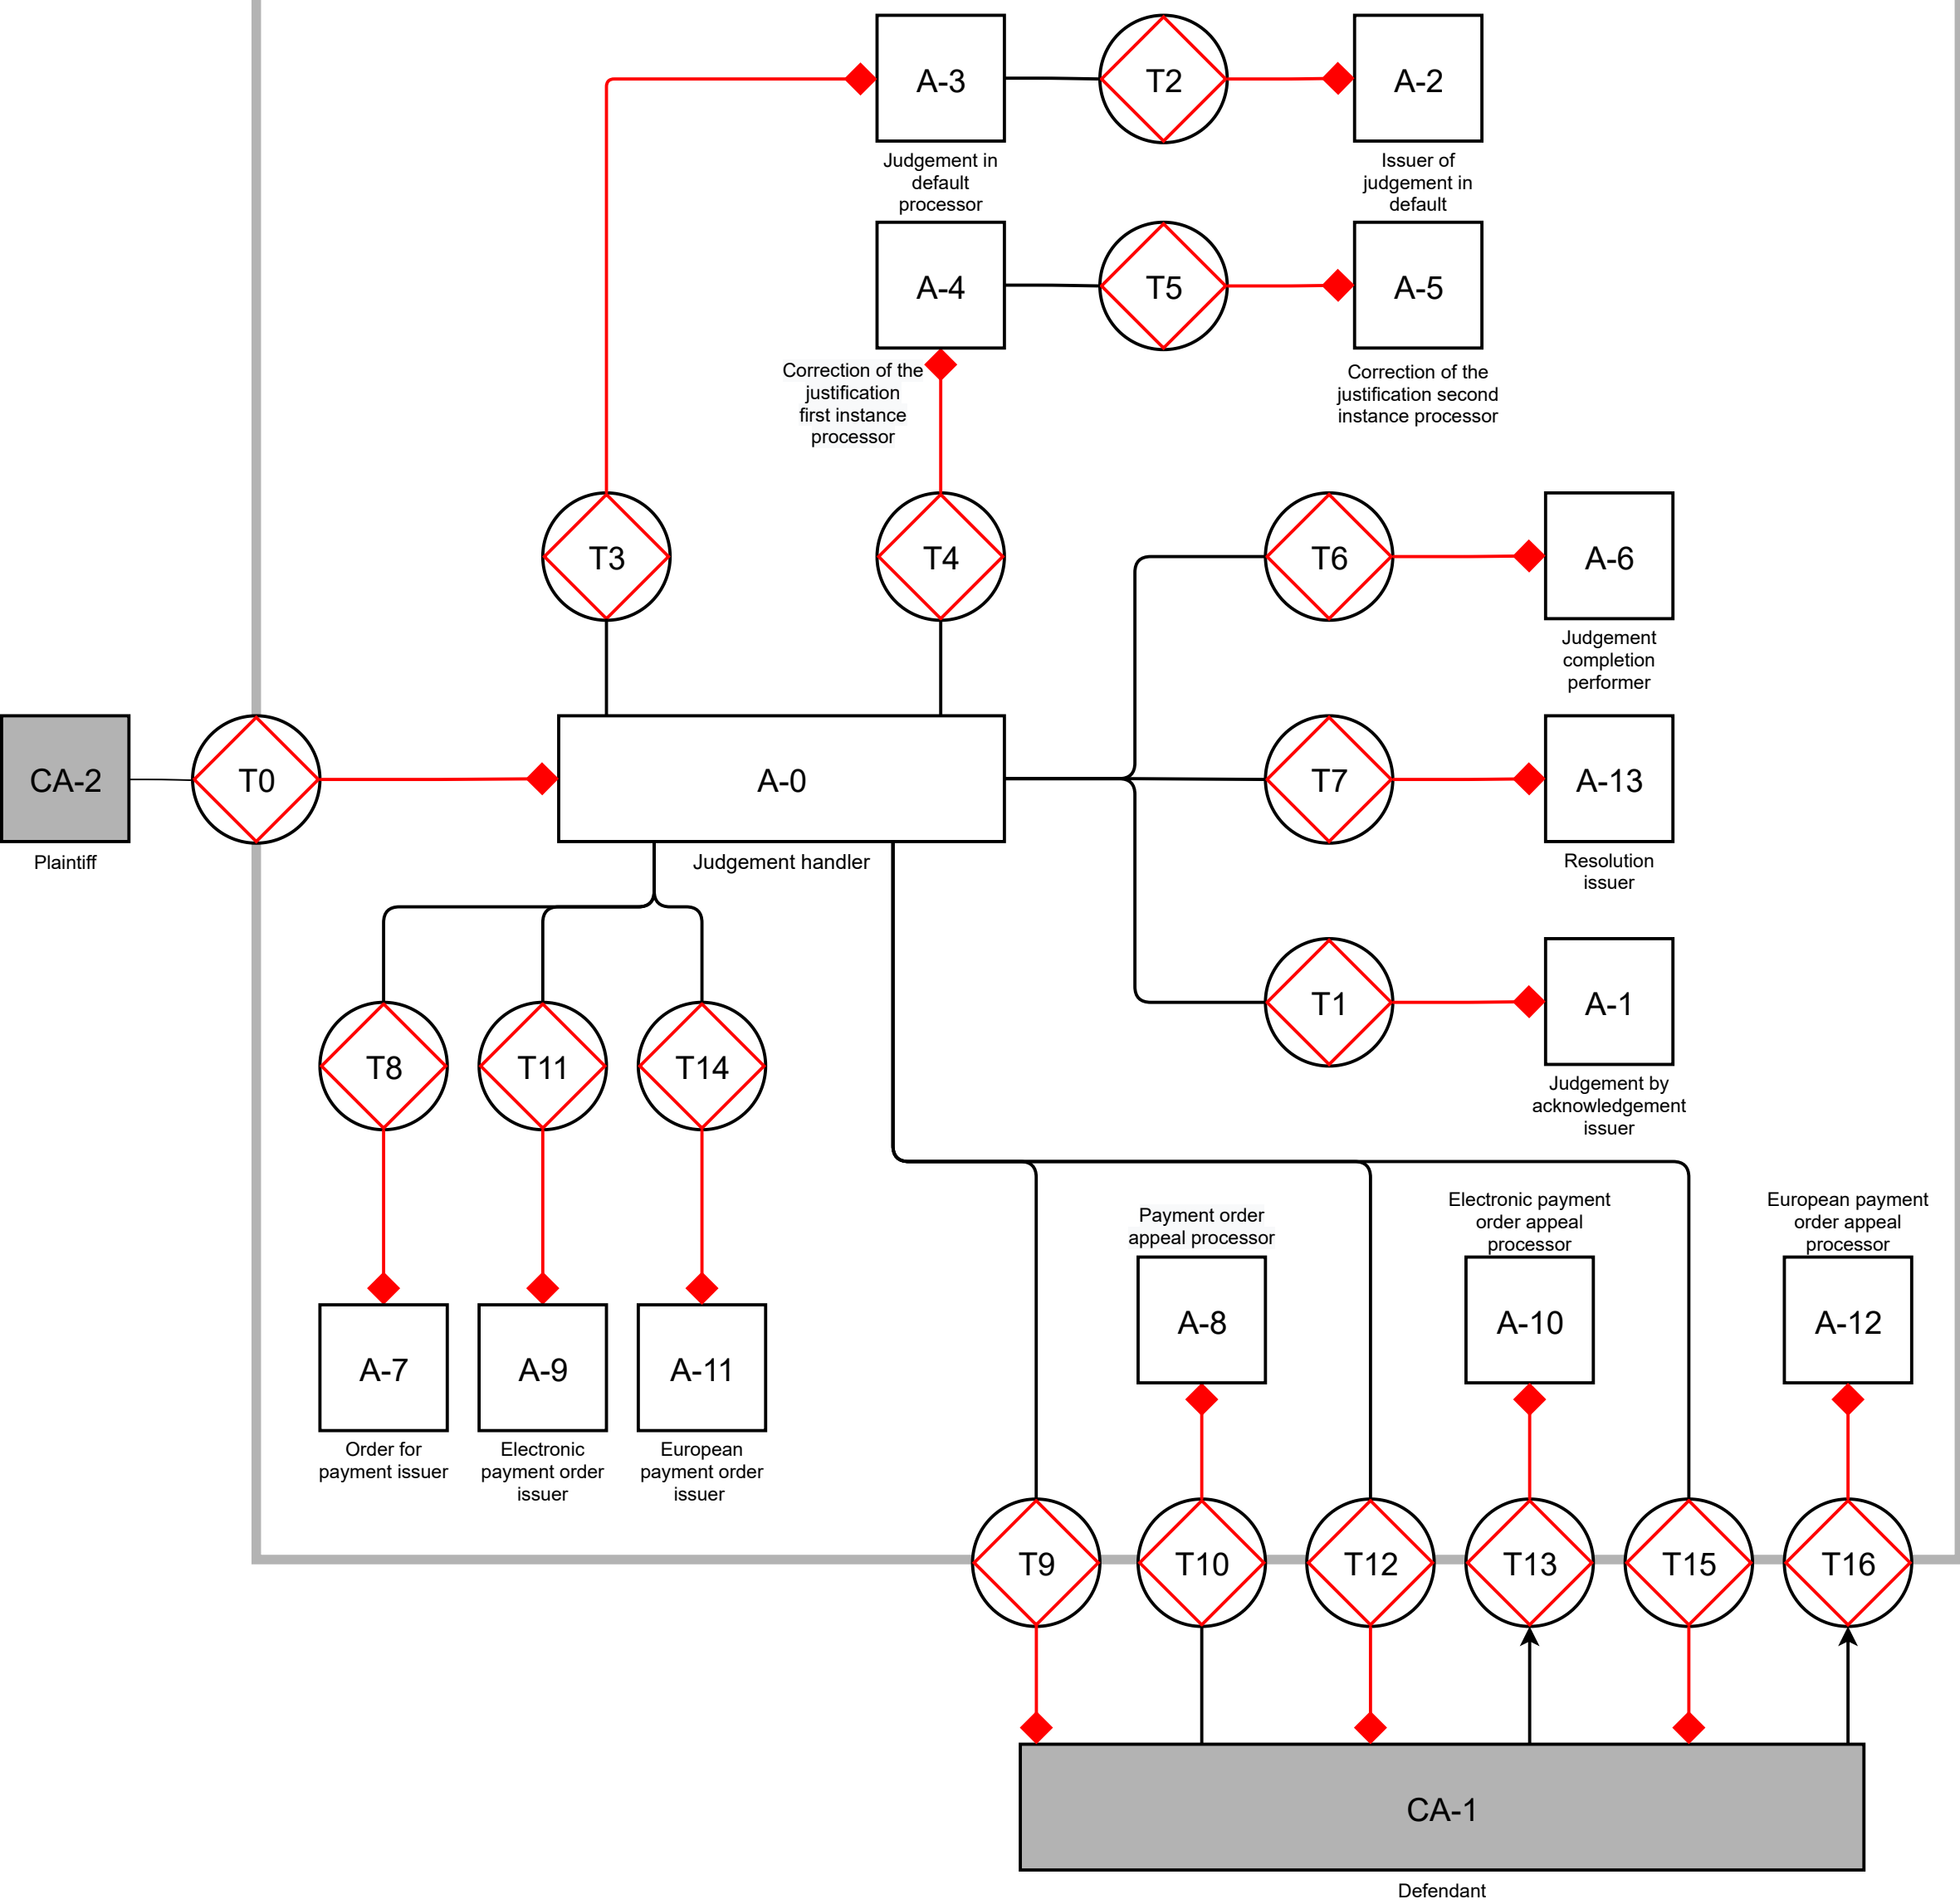 A-3
T2
A-2
Judgement in
default
processor
Issuer of
judgement in
default
A-4
T5
A-5
Correction of the
justification
first instance
processor
Correction of the
justification second
instance processor
T3
T4
T6
A-6
Judgement
completion
performer
CA-2
Plaintiff
T0
A-0
Judgement handler
T7
A-13
Resolution
issuer
T1
A-1
Judgement by
acknowledgement
issuer
T8
T11
T14
A-7
Order for
payment issuer
A-9
Electronic
payment order
issuer
A-11
European
payment order
issuer
Payment order
appeal processor
A-8
Electronic payment
order appeal
processor
A-10
European payment
order appeal
processor
A-12
T9
T10
T12
T13
T15
T16
CA-1
Defendant